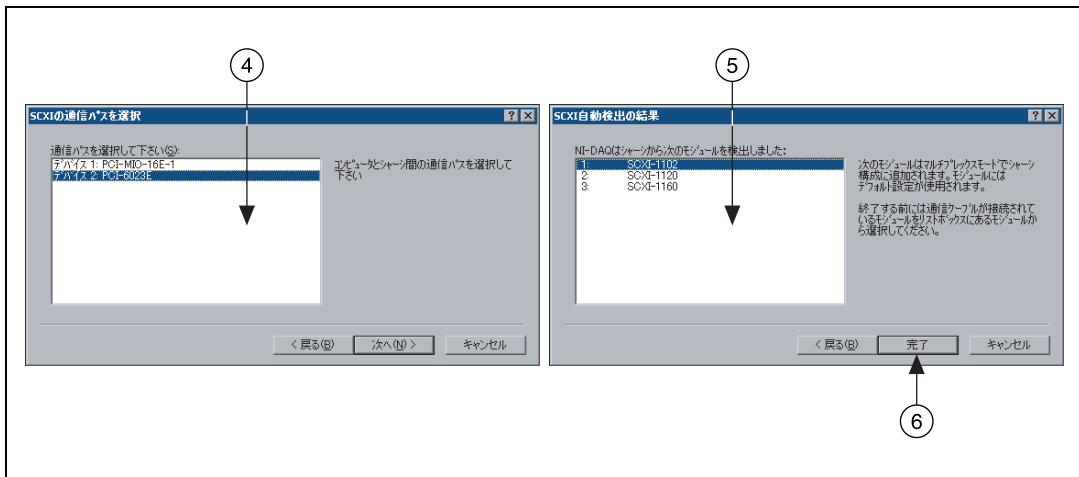 4
5
SCXIの通信パスを選択
通信パスを選択して下さい(S):
デバイス 1: PCI-MIO-16E-1
デバイス 2: PCI-6023E
コンピュータとシャーシ間の通信パスを選択して
下さい
< 戻る(B)
次へ(N) >
キャンセル
SCXI自動検出の結果
NI-DAQはシャーシから次のモジュールを検出しました:
1: SCXI-1102
2: SCXI-1120
3: SCXI-1160
次のモジュールはマルチプレックスモードでシャーシ
構成に追加されます。モジュールには
デフォルト設定が使用されます。
終了する前には通信ケーブルが接続されて
いるモジュールをリストボックスにあるモジュールか
ら選択してください。
< 戻る(B)
完了
キャンセル
6